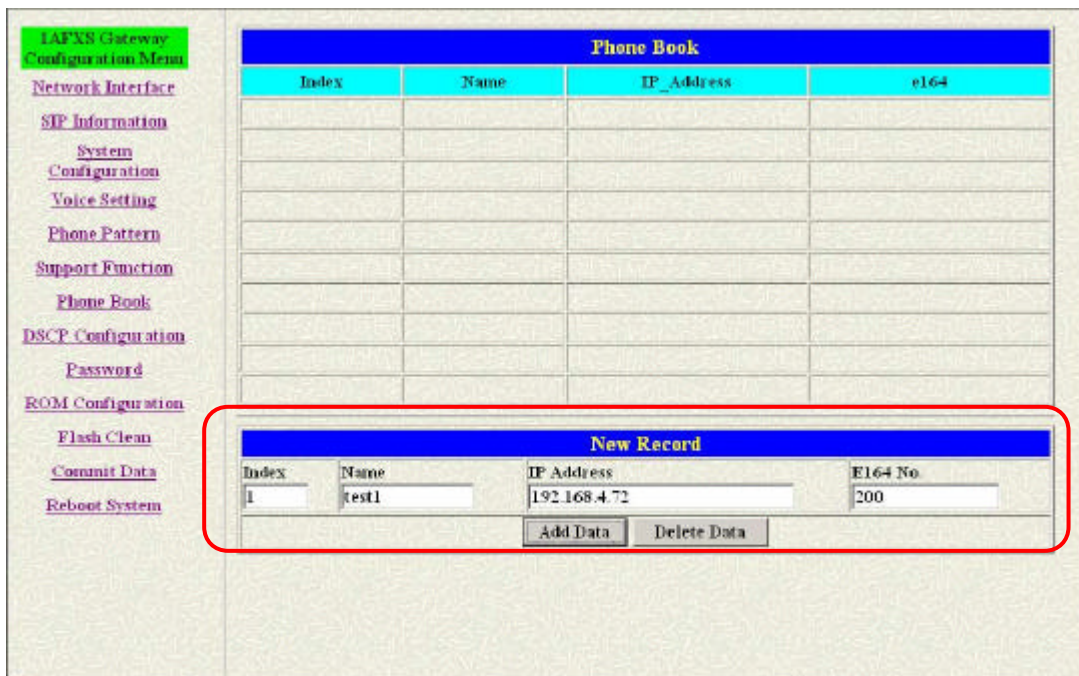 1AFXS Gateway
Configuration Menu
Network Interface
SIP Information
System
Configuration
Voice Setting
Phone Pattern
Support Function
Phone Book
DSCP Configuration
Password
ROM Configuration
Flash Clean
Commit Data
Reboot System
Phone Book
Index Name IP_Address e164
New Record
Index Name IP Address E164 No.
1 test1 192.168.4.72 200
Add Data Delete Data